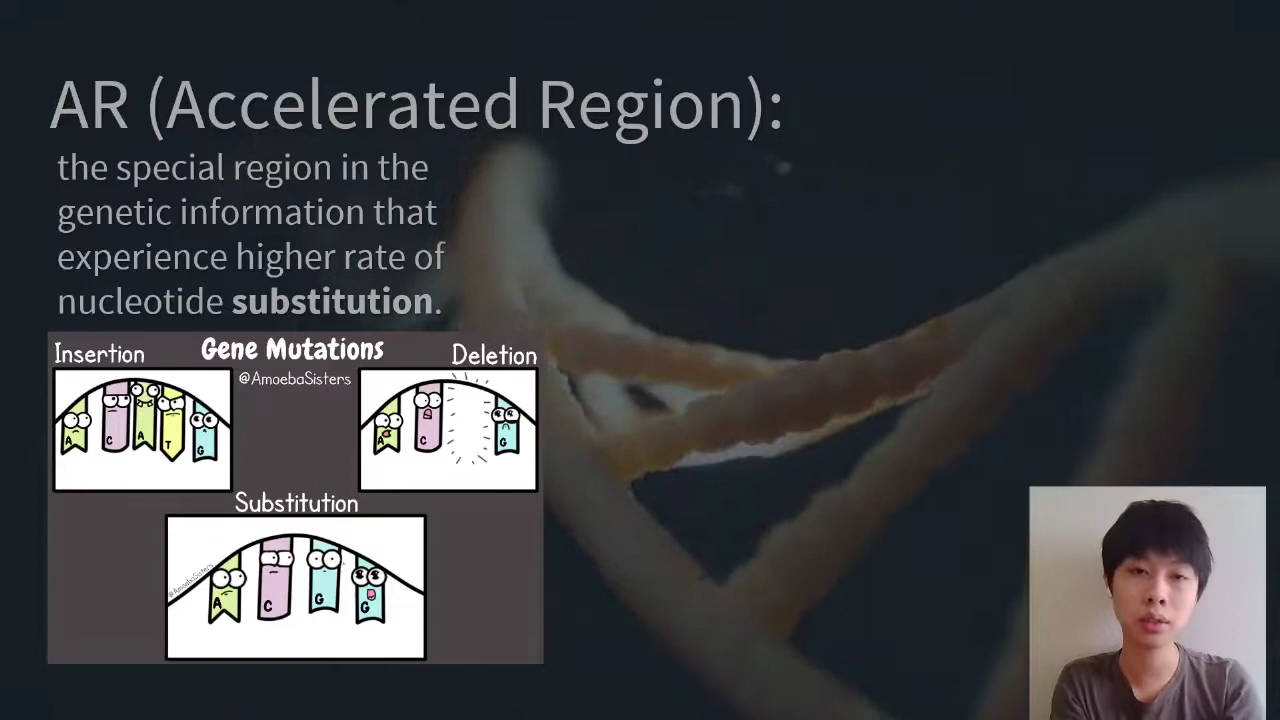 AR (Accelerated Region):
the special region in the
genetic information that
experience higher rate of
nucleotide substitution.
Insertion
Gene Mutations
Deletion
@AmoebaSisters
A
C
A
T
G
A
C
G
Substitution
@AmoebaSisters
A
C
G
G